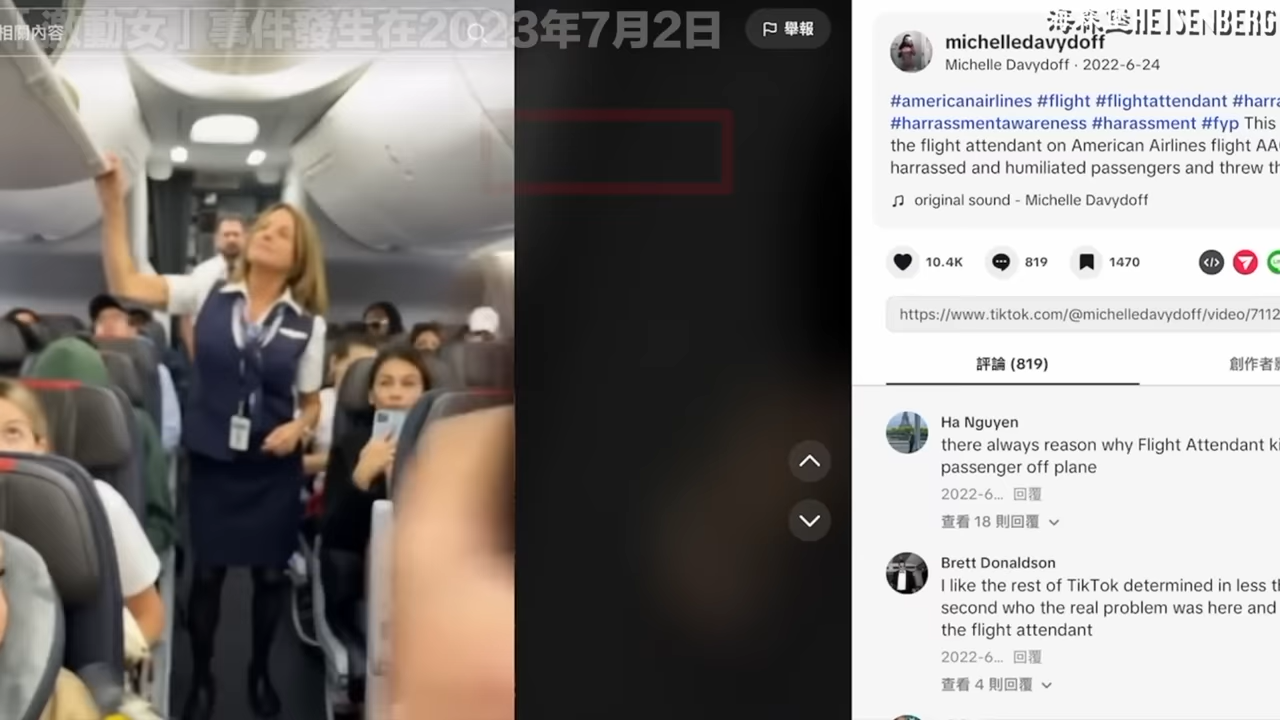 相關內容
激動女」事件發生在2023年7月2日
舉報
海森堡HEISENBERG
michelledavydoff
Michelle Davydoff · 2022-6-24
#americanairlines #flight #flightattendant #harra
#harrassmentawareness #harassment #fyp This
the flight attendant on American Airlines flight AA
harrassed and humiliated passengers and threw th
original sound - Michelle Davydoff
10.4K 819 1470
https://www.tiktok.com/@michelledavydoff/video/7112
評論 (819) 創作者
Ha Nguyen
there always reason why Flight Attendant ki
passenger off plane
2022-6... 回覆
查看 18 則回覆
Brett Donaldson
I like the rest of TikTok determined in less th
second who the real problem was here and
the flight attendant
2022-6... 回覆
查看 4 則回覆